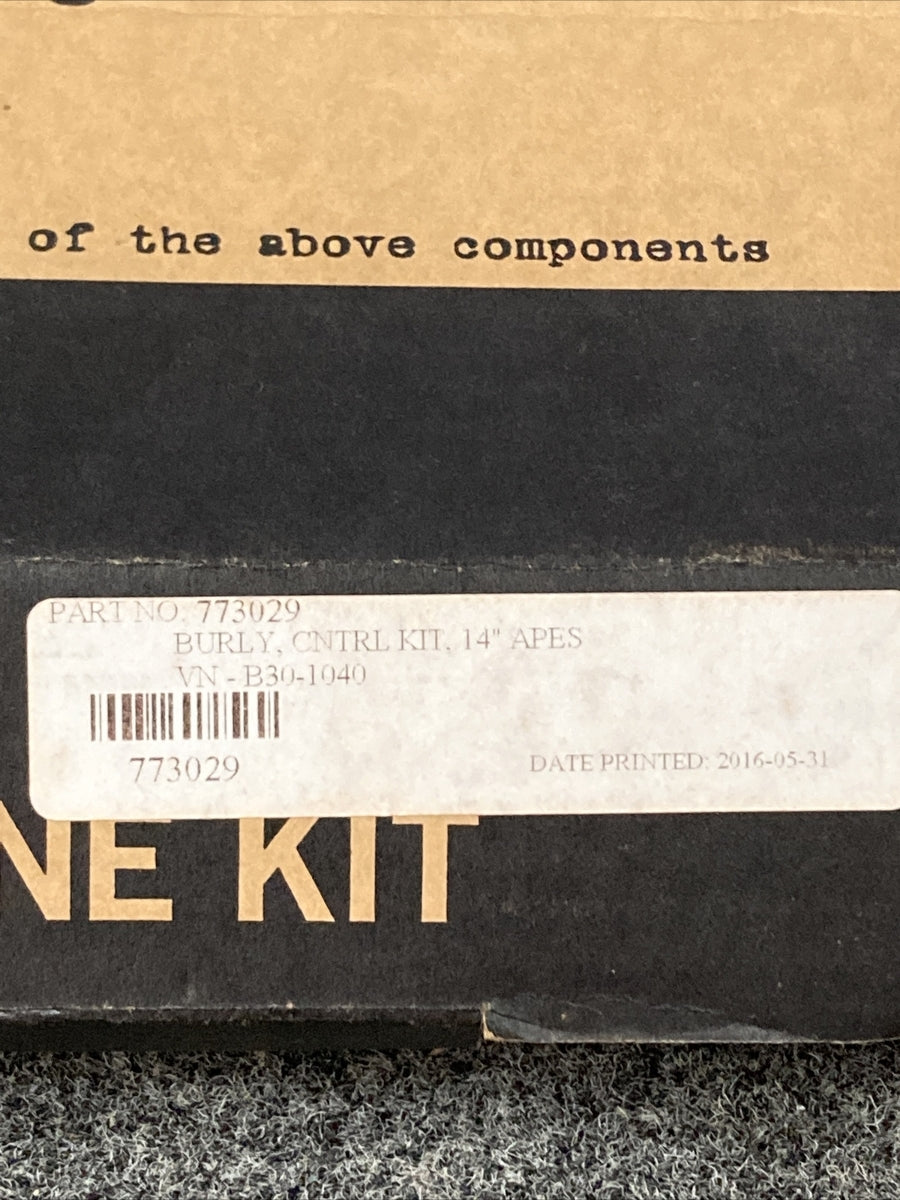 of the above components
PART NO: 773029
BURLY, CNTRL KIT, 14" APES
VN - B30-1040
773029
DATE PRINTED: 2016-05-31
NE KIT